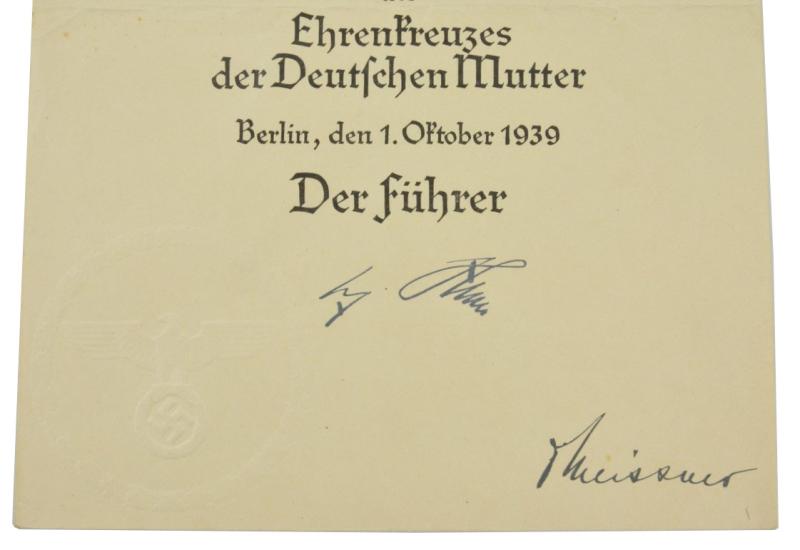 Ehrenkreuzes
der Deutschen Mutter
Berlin, den 1. Oktober 1939
Der Führer
Meissner